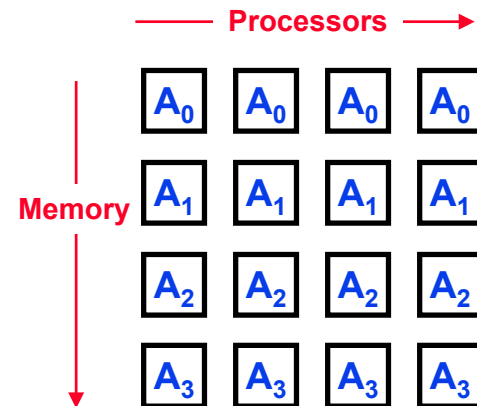 Processors
A0 A0 A0 A0
Memory
A1 A1 A1 A1
A2 A2 A2 A2
A3 A3 A3 A3